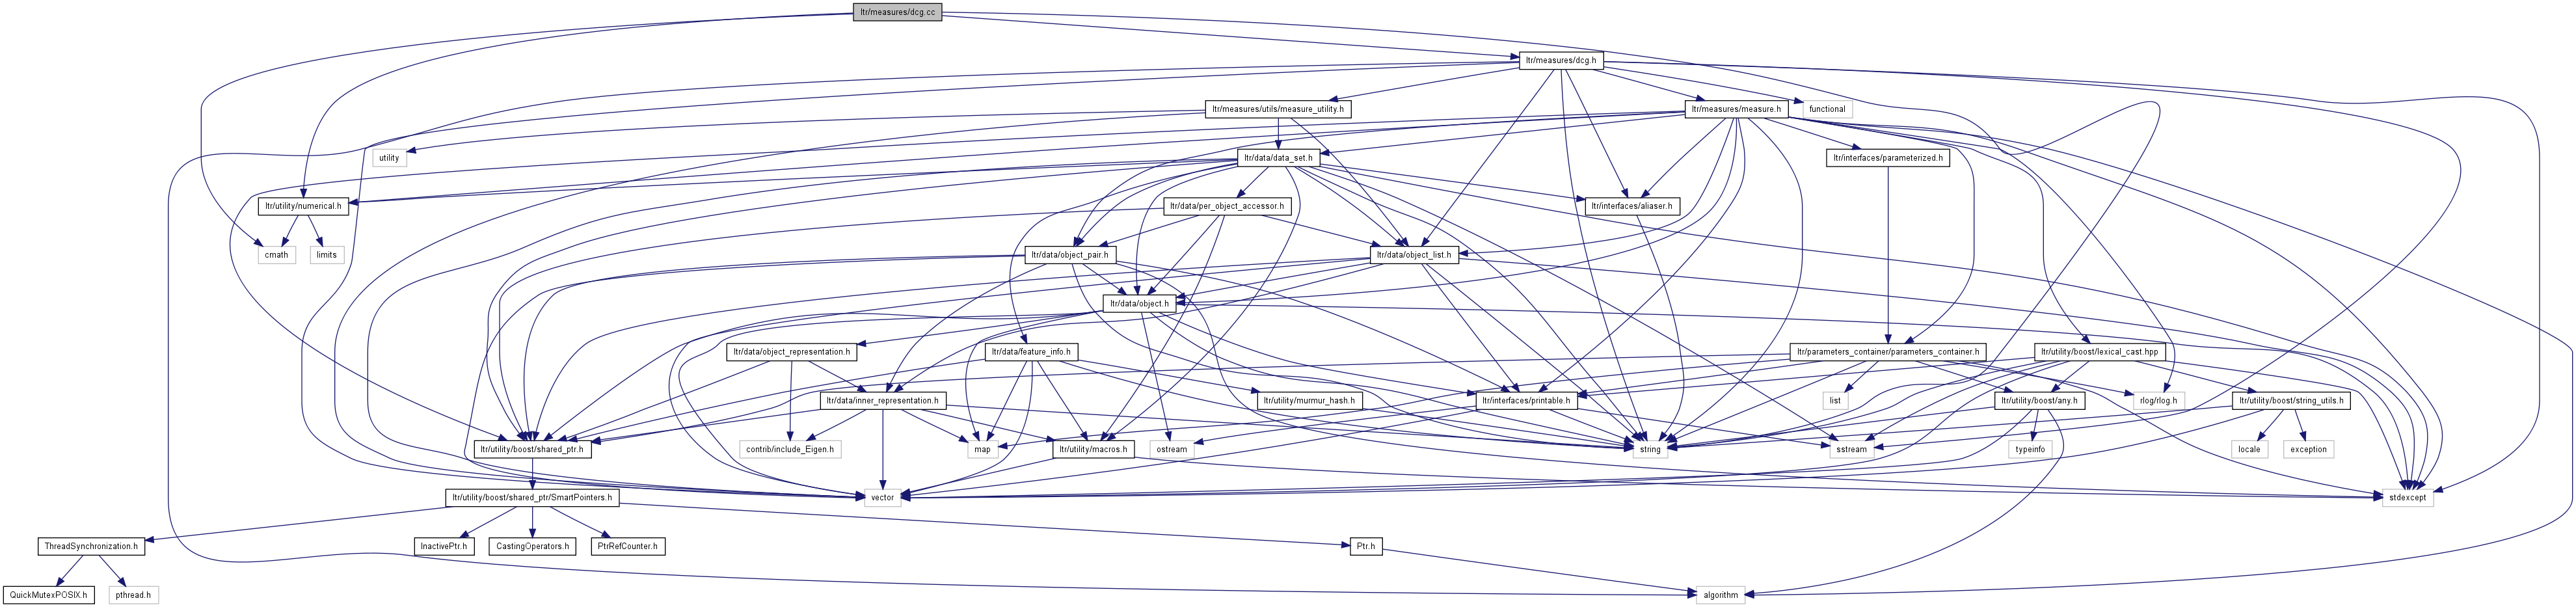 ltr/measures/dcg.cc
ltr/measures/dcg.h
ltr/measures/utils/measure_utility.h
ltr/measures/measure.h
functional
utility
ltr/data/data_set.h
ltr/interfaces/parameterized.h
ltr/utility/numerical.h
ltr/data/per_object_accessor.h
ltr/interfaces/aliaser.h
cmath
limits
ltr/data/object_pair.h
ltr/data/object_list.h
ltr/data/object.h
ltr/data/object_representation.h
ltr/data/feature_info.h
ltr/parameters_container/parameters_container.h
ltr/utility/boost/lexical_cast.hpp
ltr/data/inner_representation.h
ltr/utility/murmur_hash.h
ltr/interfaces/printable.h
list
ltr/utility/boost/any.h
rlog/rlog.h
ltr/utility/boost/string_utils.h
ltr/utility/boost/shared_ptr.h
contrib/include_Eigen.h
map
ltr/utility/macros.h
ostream
string
sstream
typeinfo
locale
exception
ltr/utility/boost/shared_ptr/SmartPointers.h
vector
stdexcept
ThreadSynchronization.h
InactivePtr.h
CastingOperators.h
PtrRefCounter.h
Ptr.h
QuickMutexPOSIX.h
pthread.h
algorithm